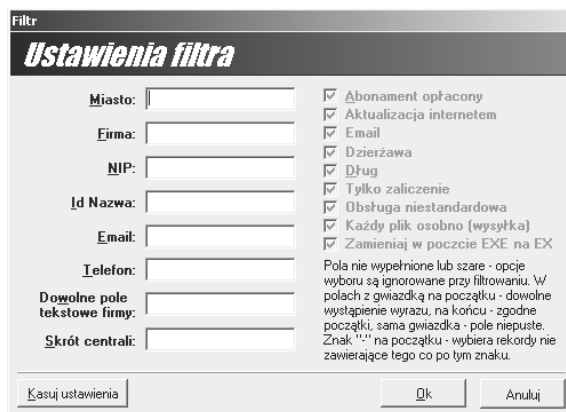 Filtr
Ustawienia filtra
Miasto:
Firma:
NIP:
Id Nazwa:
Email:
Telefon:
Dowolne pole
tekstowe firmy:
Skrót centrali:
Abonament opłacony
Aktualizacja internetem
Email
Dzierżawa
Dług
Tylko zaliczenie
Obsługa niestandardowa
Każdy plik osobno (wysyłka)
Zamieniaj w poczcie EXE na EX
Pola nie wypełnione lub szare - opcje
wyboru są ignorowane przy filtrowaniu. W
polach z gwiazdką na początku - dowolne
wystąpienie wyrazu, na końcu - zgodne
początki, sama gwiazdka - pole niepuste.
Znak "-" na początku - wybiera rekordy nie
zawierające tego co po tym znaku.
Kasuj ustawienia
Ok
Anuluj